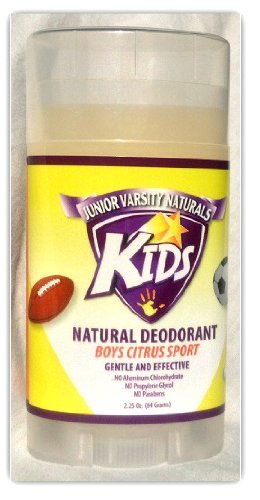 JUNIOR VARSITY NATURALS
KIDS
NATURAL DEODORANT
BOYS CITRUS SPORT
GENTLE AND EFFECTIVE
NO Aluminum Chlorohydrate
NO Propylene Glycol
NO Parabens
2.25 Oz. (64 Grams)